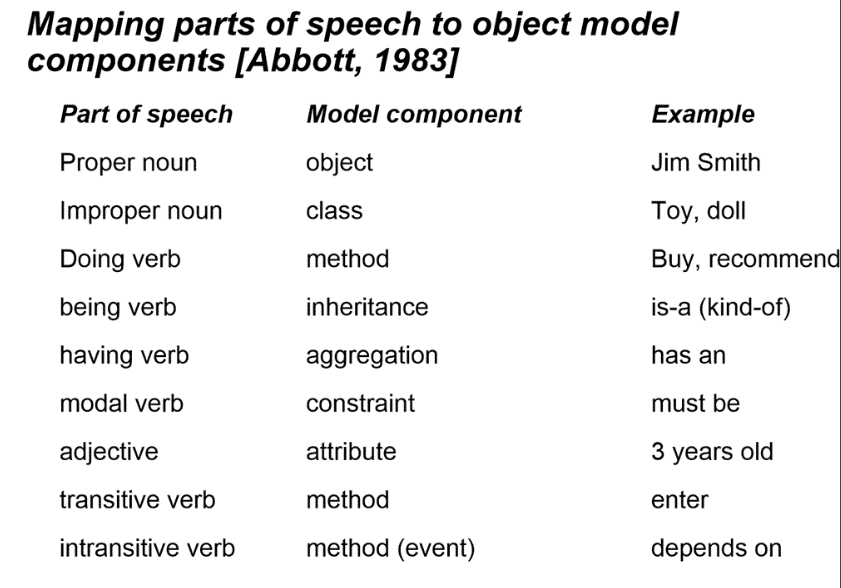 Mapping parts of speech to object model
components [Abbott, 1983]
Part of speech Model component Example
Proper noun object Jim Smith
Improper noun class Toy, doll
Doing verb method Buy, recommend
being verb inheritance is-a (kind-of)
having verb aggregation has an
modal verb constraint must be
adjective attribute 3 years old
transitive verb method enter
intransitive verb method (event) depends on